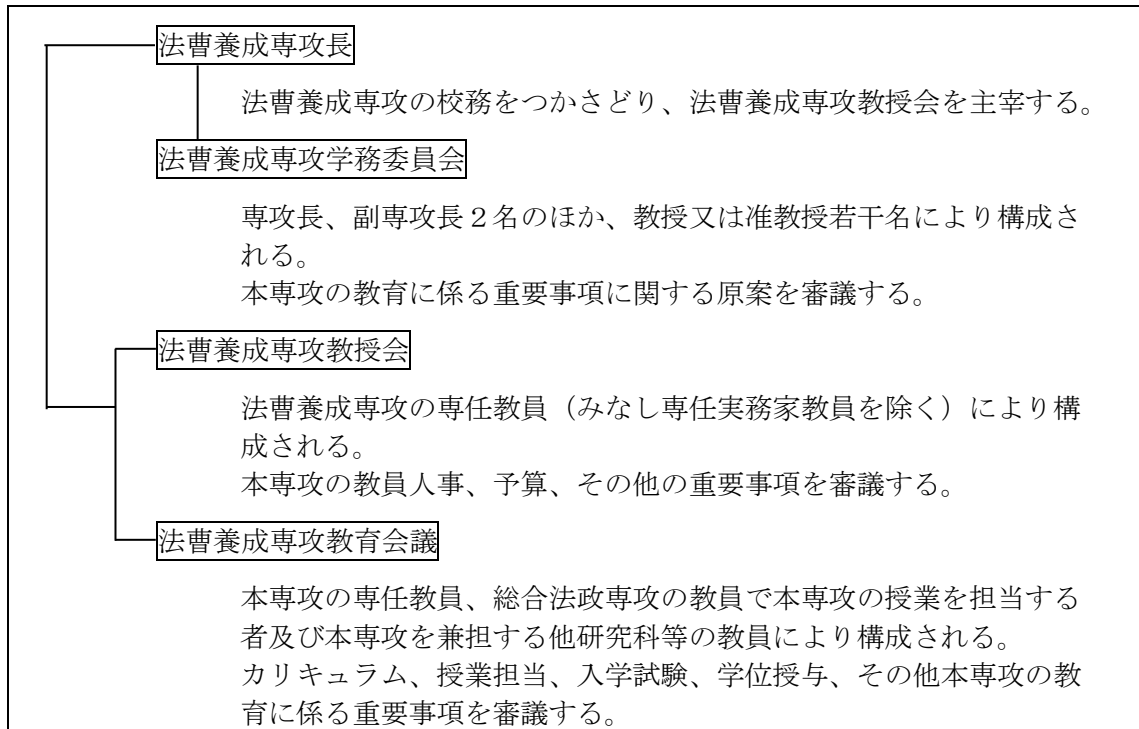 法曹養成専攻長
法曹養成専攻の校務をつかさどり、法曹養成専攻教授会を主宰する。
法曹養成専攻学務委員会
専攻長、副専攻長２名のほか、教授又は准教授若干名により構成さ
れる。
本専攻の教育に係る重要事項に関する原案を審議する。
法曹養成専攻教授会
法曹養成専攻の専任教員（みなし専任実務家教員を除く）により構
成される。
本専攻の教員人事、予算、その他の重要事項を審議する。
法曹養成専攻教育会議
本専攻の専任教員、総合法政専攻の教員で本専攻の授業を担当する
者及び本専攻を兼担する他研究科等の教員により構成される。
カリキュラム、授業担当、入学試験、学位授与、その他本専攻の教
育に係る重要事項を審議する。